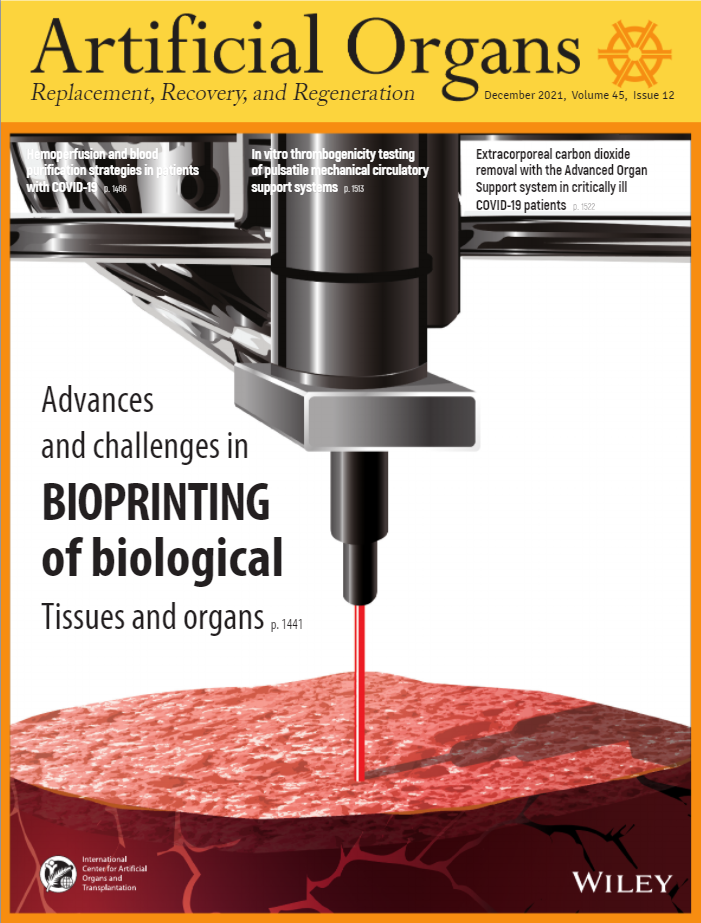 Artificial Organs
Replacement, Recovery, and Regeneration
December 2021, Volume 45, Issue 12
Hemoperfusion and blood
purification strategies in patients
with COVID-19 p. 1466
In vitro thrombogenicity testing
of pulsatile mechanical circulatory
support systems p. 1513
Extracorporeal carbon dioxide
removal with the Advanced Organ
Support system in critically ill
COVID-19 patients p. 1522
Advances
and challenges in
BIOPRINTING
of biological
Tissues and organs p. 1441
International
Center for Artificial
Organs and
Transplantation
WILEY